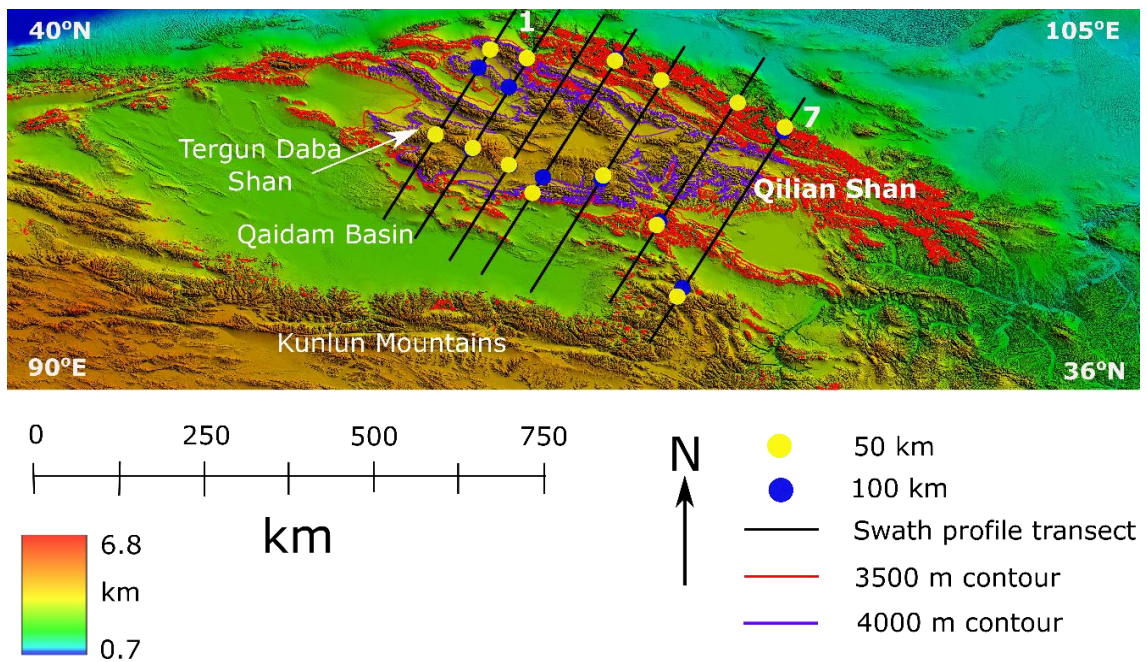 40ºN
1
105ºE
7
Tergun Daba
Shan
Qilian Shan
Qaidam Basin
Kunlun Mountains
90ºE
36ºN
0 250 500 750
km
N
50 km
100 km
Swath profile transect
3500 m contour
4000 m contour
6.8
km
0.7